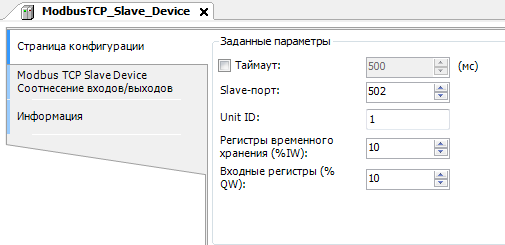 ModbusTCP_Slave_Device
Страница конфигурации
Modbus TCP Slave Device
Соотнесение входов/выходов
Информация
Заданные параметры
Таймаут: 500 (мс)
Slave-порт: 502
Unit ID: 1
Регистры временного
хранения (%IW): 10
Входные регистры (%
QW): 10